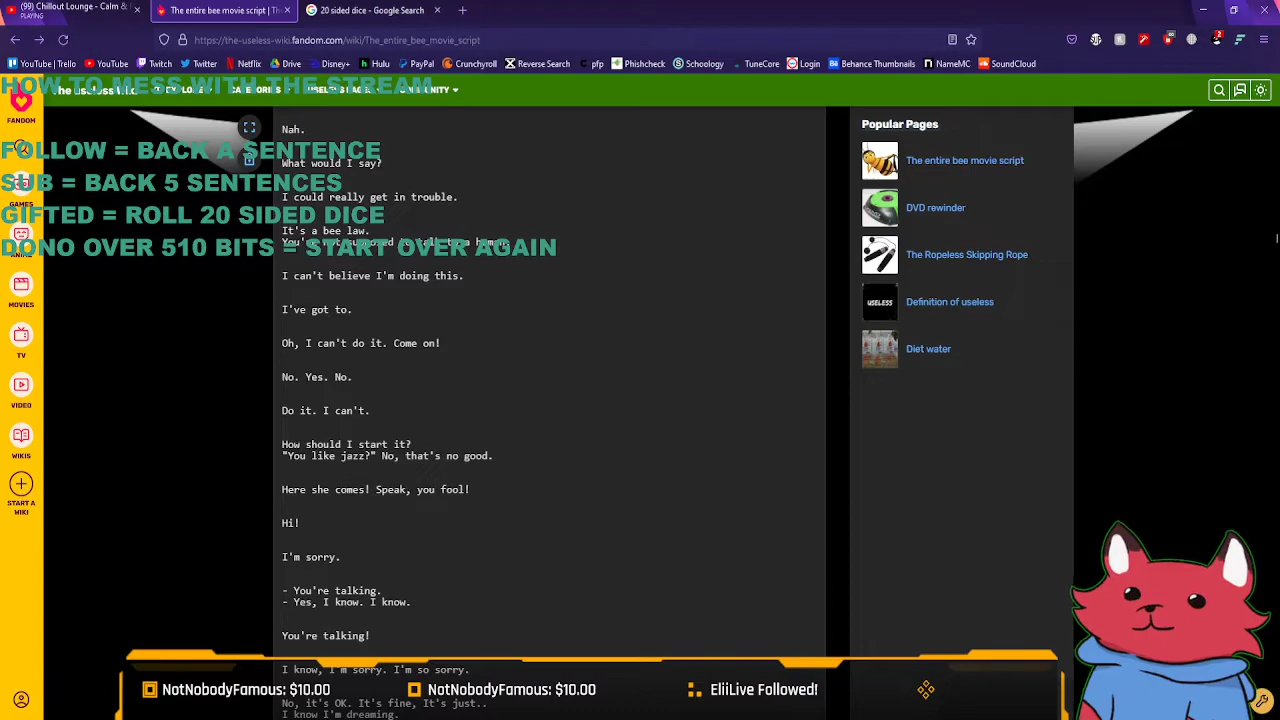 (99) Chillout Lounge - Calm &
PLAYING
The entire bee movie script | Th
20 sided dice - Google Search
https://the-useless-wiki.fandom.com/wiki/The_entire_bee_movie_script
YouTube | Trello
YouTube
Twitch
Twitter
Netflix
Drive
Disney+
Hulu
PayPal
Crunchyroll
Reverse Search
pfp
Phishcheck
Schoology
TuneCore
Login
Behance Thumbnails
NameMC
SoundCloud
HOW TO MESS WITH THE STREAM
FOLLOW = BACK A SENTENCE
SUB = BACK 5 SENTENCES
GIFTED = ROLL 20 SIDED DICE
DONO OVER 510 BITS = START OVER AGAIN
FANDOM
GAMES
MOVIES
TV
VIDEO
WIKIS
START A
WIKI
Nah.
What would I say?
I could really get in trouble.
It's a bee law.
You're not supposed to talk to a human.
I can't believe I'm doing this.
I've got to.
Oh, I can't do it. Come on!
No. Yes. No.
Do it. I can't.
How should I start it?
"You like jazz?" No, that's no good.
Here she comes! Speak, you fool!
Hi!
I'm sorry.
- You're talking.
- Yes, I know. I know.
You're talking!
I know, I'm sorry. I'm so sorry.
No, it's OK. It's fine, It's just..
I know I'm dreaming.
Popular Pages
The entire bee movie script
DVD rewinder
The Ropeless Skipping Rope
USELESS
Definition of useless
Diet water
NotNobodyFamous: $10.00
NotNobodyFamous: $10.00
EliiLive Followed!